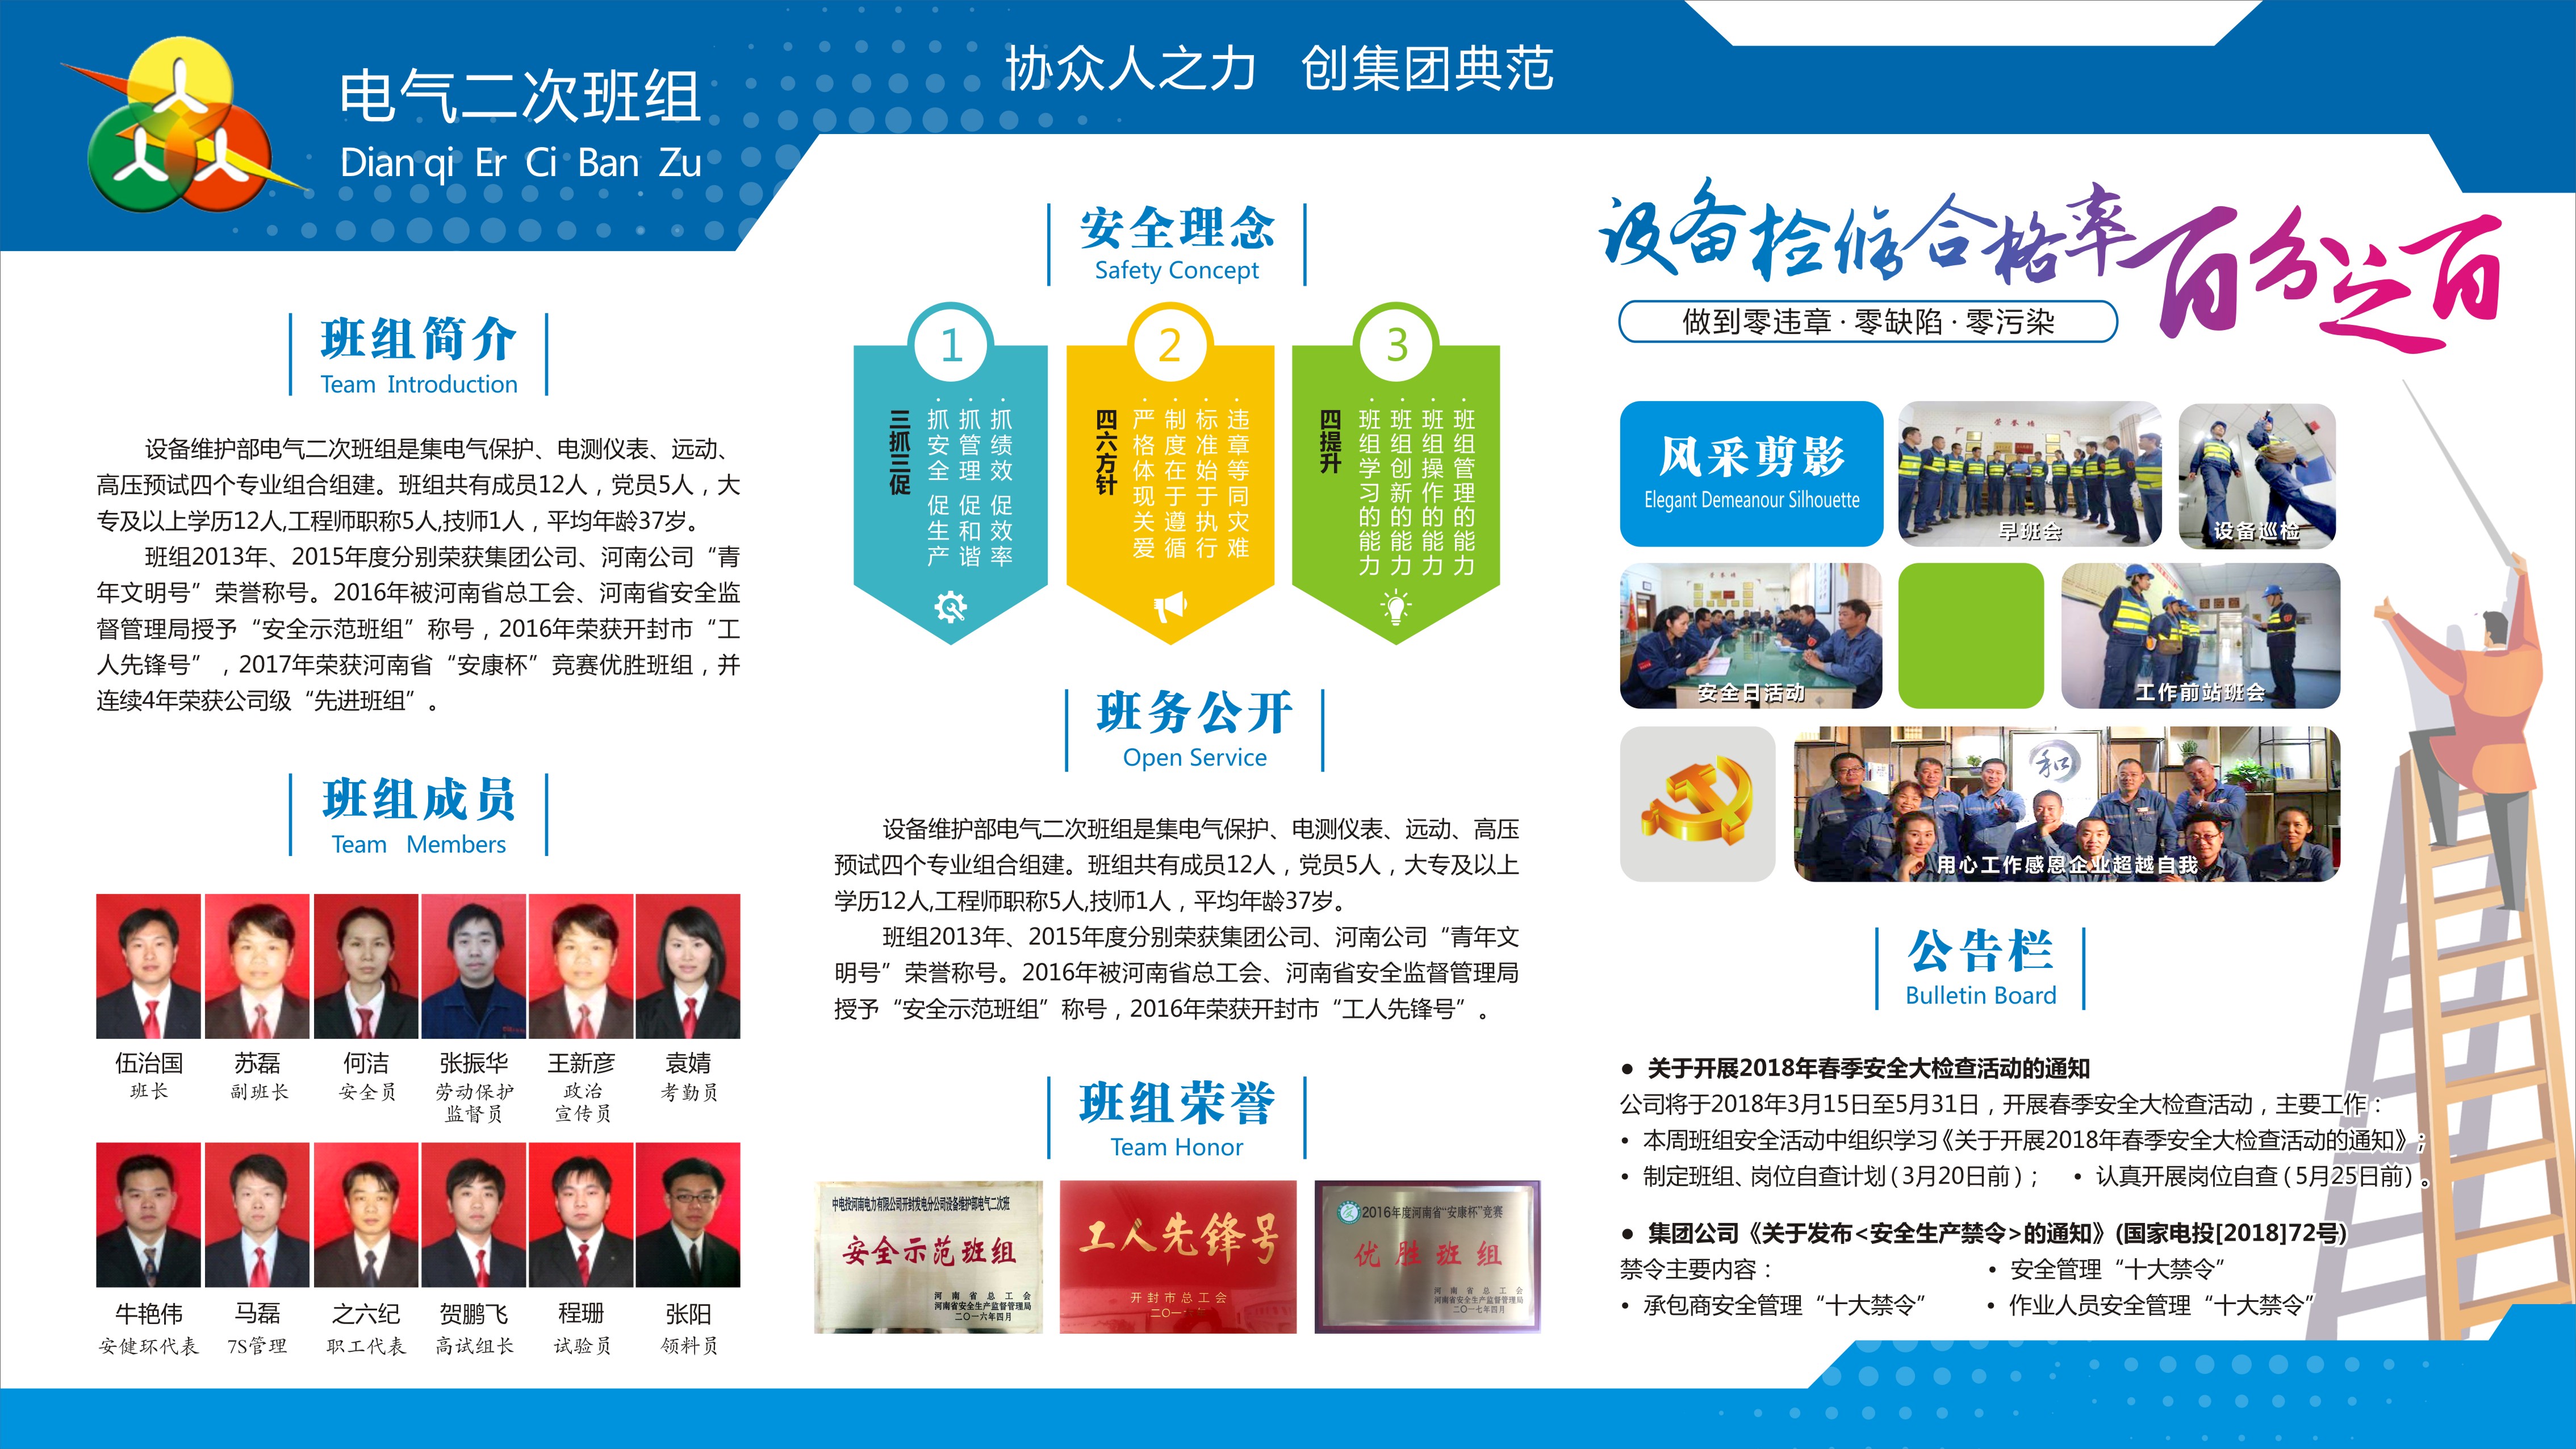 电气二次班组
Dian qi Er Ci Ban Zu
协众人之力 创集团典范
班组简介
Team Introduction
设备维护部电气二次班组是集电气保护、电测仪表、远动、
高压预试四个专业组合组建。班组共有成员12人，党员5人，大
专及以上学历12人,工程师职称5人,技师1人，平均年龄37岁。
班组2013年、2015年度分别荣获集团公司、河南公司“青
年文明号”荣誉称号。2016年被河南省总工会、河南省安全监
督管理局授予“安全示范班组”称号，2016年荣获开封市“工
人先锋号”，2017年荣获河南省“安康杯”竞赛优胜班组，并
连续4年荣获公司级“先进班组”。
班组成员
Team Members
伍治国 苏磊 何洁 张振华 王新彦 袁婧
班长 副班长 安全员 劳动保护 政治 考勤员
监督员 宣传员
牛艳伟 马磊 之六纪 贺鹏飞 程珊 张阳
安健环代表 7S管理 职工代表 高试组长 试验员 领料员
安全理念
Safety Concept
1
三抓三促
·抓安全 促生产
·抓管理 促和谐
·抓绩效 促效率
2
四六方针
·严格体现关爱
·制度在于遵循
·标准始于执行
·违章等同灾难
3
四提升
·班组学习的能力
·班组创新的能力
·班组操作的能力
·班组管理的能力
班务公开
Open Service
设备维护部电气二次班组是集电气保护、电测仪表、远动、高压
预试四个专业组合组建。班组共有成员12人，党员5人，大专及以上
学历12人,工程师职称5人,技师1人，平均年龄37岁。
班组2013年、2015年度分别荣获集团公司、河南公司“青年文
明号”荣誉称号。2016年被河南省总工会、河南省安全监督管理局
授予“安全示范班组”称号，2016年荣获开封市“工人先锋号”。
班组荣誉
Team Honor
中电投河南电力有限公司开封发电分公司设备维护部电气二次班
安全示范班组
河南省总工会
河南省安全生产监督管理局
二〇一六年四月
工人先锋号
开封市总工会
2016年度河南省“安康杯”竞赛
优胜班组
河南省总工会
河南省安全生产监督管理局
二〇一七年四月
设备检修合格率百分之百
做到零违章·零缺陷·零污染
风采剪影
Elegant Demeanour Silhouette
早班会
设备巡检
安全日活动
工作前站班会
和
用心工作感恩企业超越自我
公告栏
Bulletin Board
● 关于开展2018年春季安全大检查活动的通知
公司将于2018年3月15日至5月31日，开展春季安全大检查活动，主要工作：
• 本周班组安全活动中组织学习《关于开展2018年春季安全大检查活动的通知》；
• 制定班组、岗位自查计划（3月20日前）； • 认真开展岗位自查（5月25日前）。
● 集团公司《关于发布<安全生产禁令>的通知》(国家电投[2018]72号)
禁令主要内容： • 安全管理“十大禁令”
• 承包商安全管理“十大禁令” • 作业人员安全管理“十大禁令”